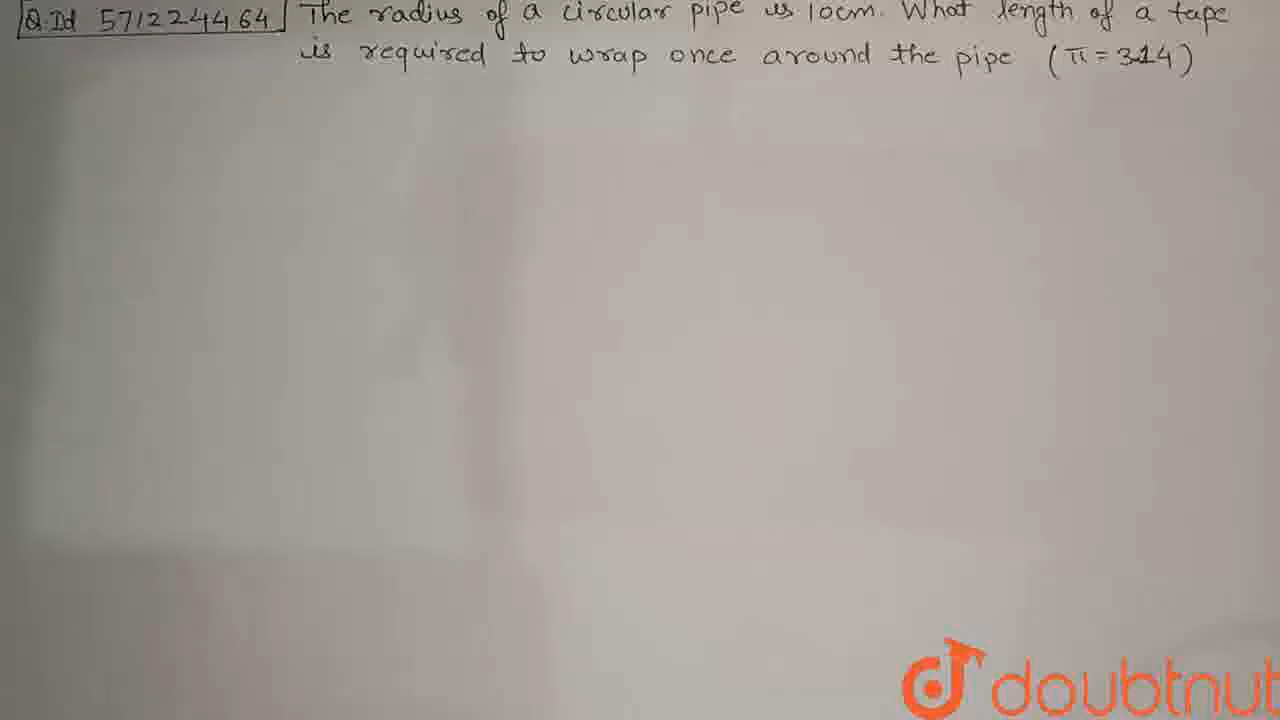 Q.Id 571224464 The radius of a circular pipe is 10cm. What length of a tape
is required to wrap once around the pipe (π = 3.14)
doubtnut